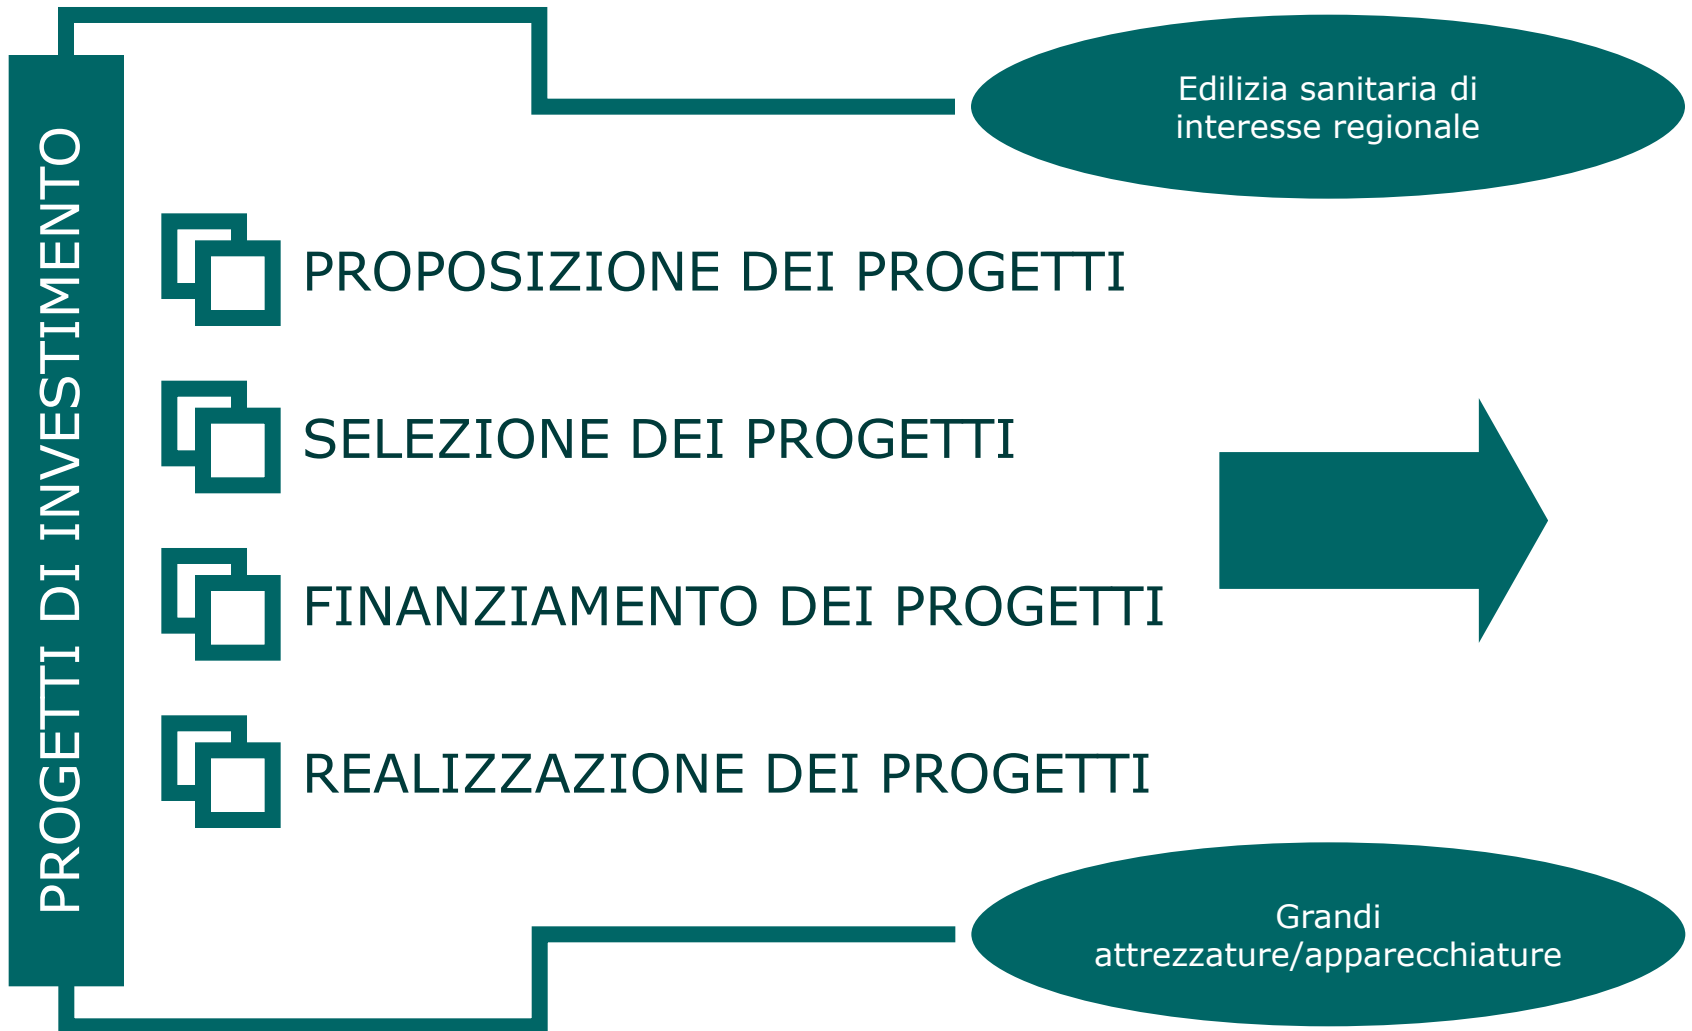 PROGETTI DI INVESTIMENTO
Edilizia sanitaria di
interesse regionale
PROPOSIZIONE DEI PROGETTI
SELEZIONE DEI PROGETTI
FINANZIAMENTO DEI PROGETTI
REALIZZAZIONE DEI PROGETTI
Grandi
attrezzature/apparecchiature